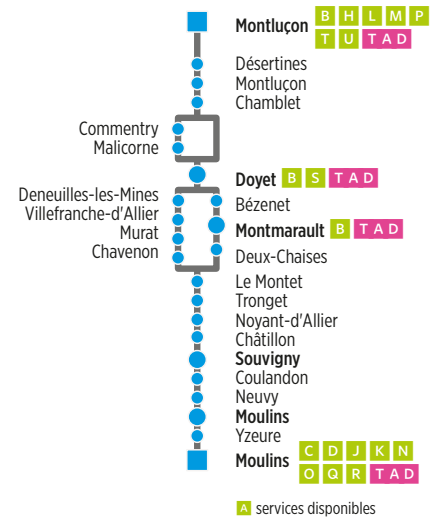 Montluçon B H L M P
T U TAD
Désertines
Montluçon
Chamblet
Commentry
Malicorne
Doyet B S TAD
Deneuilles-les-Mines
Villefranche-d'Allier
Murat
Chavenon
Bézenet
Montmarault B TAD
Deux-Chaises
Le Montet
Tronget
Noyant-d'Allier
Châtillon
Souvigny
Coulandon
Neuvy
Moulins
Yzeure
Moulins C D J K N
O Q R TAD
A services disponibles